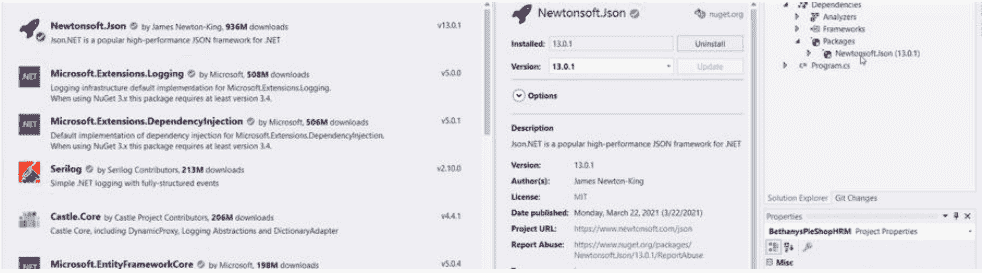 Newtonsoft.Json by James Newton-King, 936M downloads v13.0.1
Json.NET is a popular high-performance JSON framework for .NET
.NET Microsoft.Extensions.Logging by Microsoft, 508M downloads v5.0.0
Logging infrastructure default implementation for Microsoft.Extensions.Logging.
When using NuGet 3.x this package requires at least version 3.4.
.NET Microsoft.Extensions.DependencyInjection by Microsoft, 506M downloads v5.0.1
Default implementation of dependency injection for Microsoft.Extensions.DependencyInjection.
When using NuGet 3.x this package requires at least version 3.4.
Serilog by Serilog Contributors, 213M downloads v2.10.0
Simple .NET logging with fully-structured events
Castle.Core by Castle Project Contributors, 206M downloads v4.4.1
Castle Core, including DynamicProxy, Logging Abstractions and DictionaryAdapter
.NET Microsoft.EntityFrameworkCore by Microsoft, 198M downloads v5.0.4
Newtonsoft.Json nuget.org
Installed: 13.0.1 Uninstall
Version: 13.0.1 Update
Options
Description
Json.NET is a popular high-performance JSON framework for .NET
Version: 13.0.1
Author(s): James Newton-King
License: MIT
Date published: Monday, March 22, 2021 (3/22/2021)
Project URL: https://www.newtonsoft.com/json
Report Abuse: https://www.nuget.org/packages/
Newtonsoft.Json/13.0.1/ReportAbuse
Dependencies
Analyzers
Frameworks
Packages
Newtonsoft.Json (13.0.1)
C# Program.cs
Solution Explorer Git Changes
Properties
BethanysPieShopHRM Project Properties
Misc